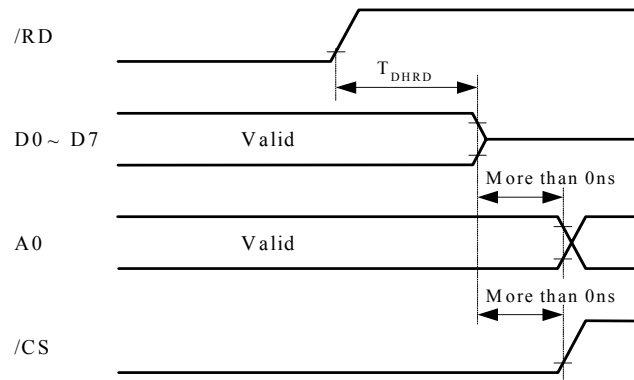 /RD
TDHRD
D0 ~ D7
Valid
More than 0ns
A0
Valid
More than 0ns
/CS